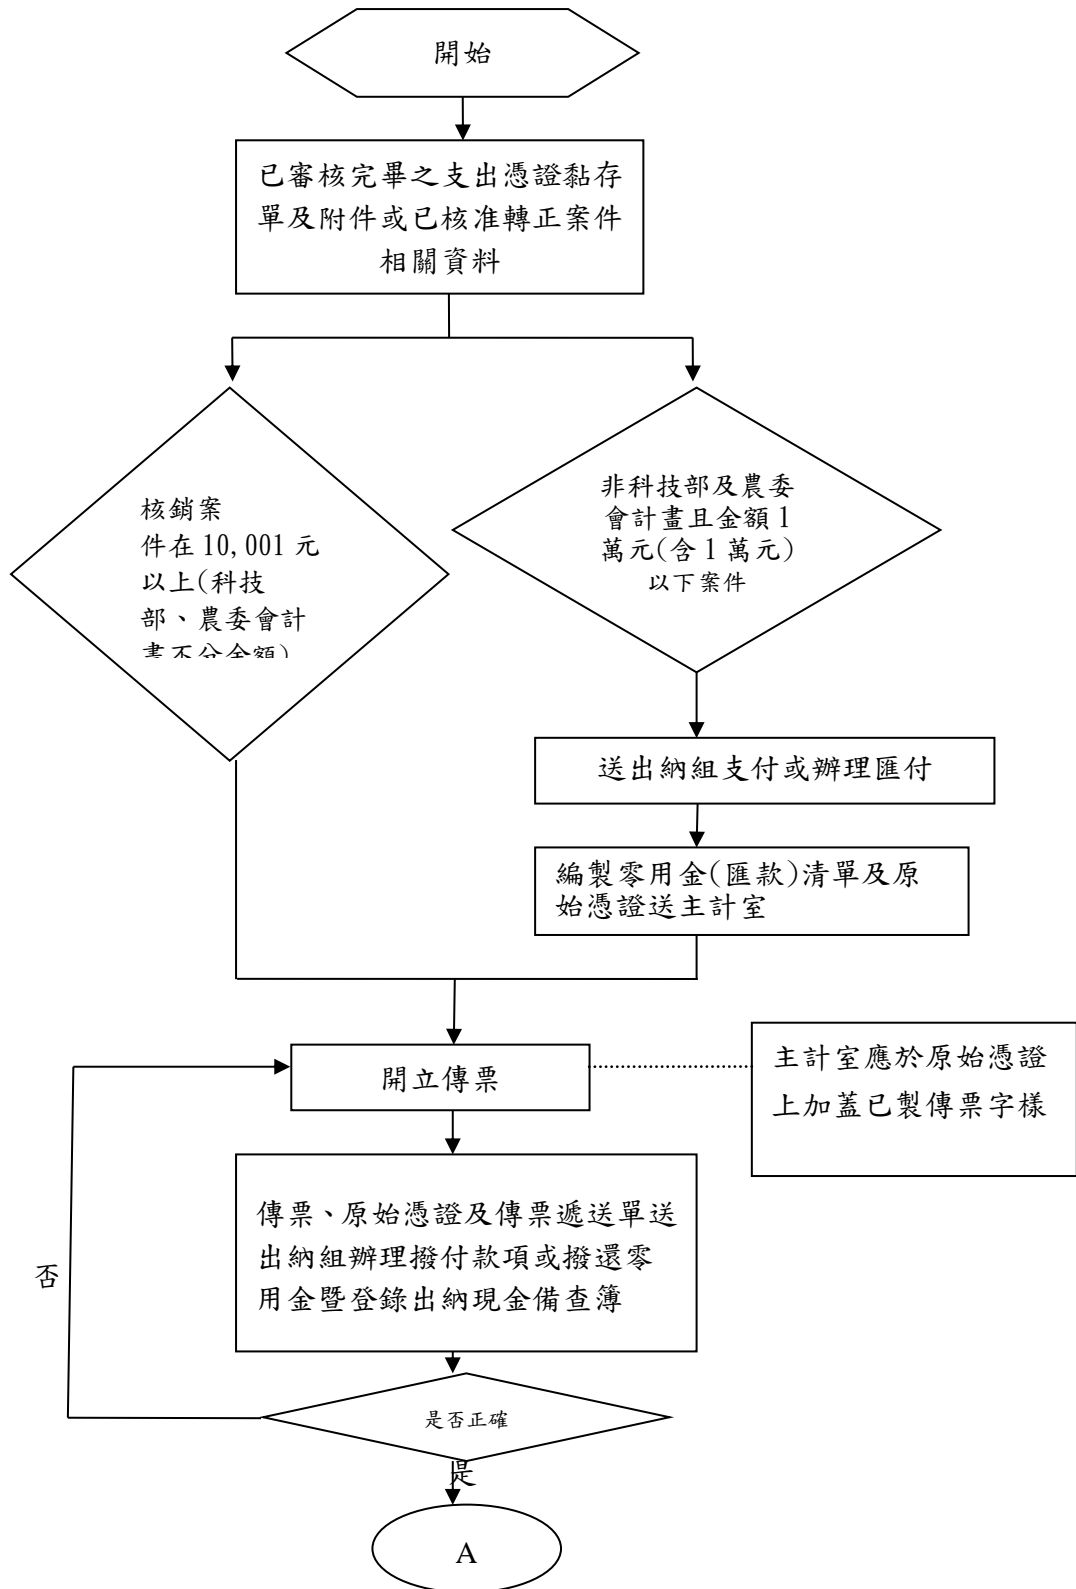 開始
已審核完畢之支出憑證黏存
單及附件或已核准轉正案件
相關資料
核銷案
件在10,001元
以上(科技
部、農委會計
畫不分金額)
非科技部及農委
會計畫且金額1
萬元(含1萬元)
以下案件
送出納組支付或辦理匯付
編製零用金(匯款)清單及原
始憑證送主計室
開立傳票
主計室應於原始憑證
上加蓋已製傳票字樣
傳票、原始憑證及傳票遞送單送
出納組辦理撥付款項或撥還零
用金暨登錄出納現金備查簿
否
是否正確
是
A